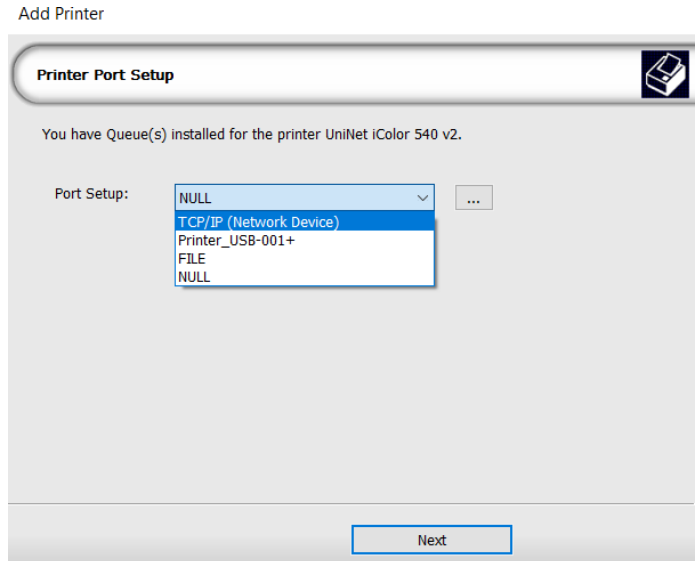 Add Printer
Printer Port Setup
You have Queue(s) installed for the printer UniNet iColor 540 v2.
Port Setup: NULL ...
TCP/IP (Network Device)
Printer_USB-001+
FILE
NULL
Next